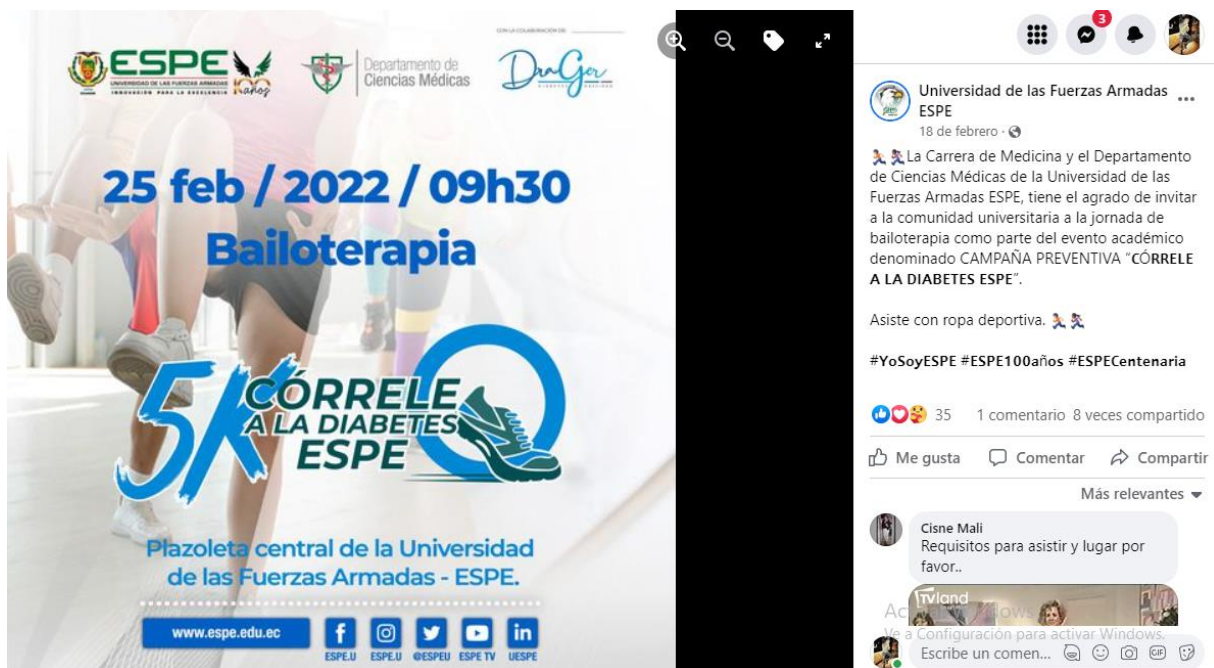 ESPE
UNIVERSIDAD DE LAS FUERZAS ARMADAS
INNOVACIÓN PARA LA EXCELENCIA
100 años
Departamento de
Ciencias Médicas
CON LA COLABORACIÓN DE:
25 feb / 2022 / 09h30
Bailoterapia
5K CÓRRELE
A LA DIABETES
ESPE
Plazoleta central de la Universidad
de las Fuerzas Armadas - ESPE.
www.espe.edu.ec
ESPE.U ESPE.U @ESPEU ESPE TV UESPE
3
Universidad de las Fuerzas Armadas
ESPE
18 de febrero
La Carrera de Medicina y el Departamento
de Ciencias Médicas de la Universidad de las
Fuerzas Armadas ESPE, tiene el agrado de invitar
a la comunidad universitaria a la jornada de
bailoterapia como parte del evento académico
denominado CAMPAÑA PREVENTIVA “CÓRRELE
A LA DIABETES ESPE”.
Asiste con ropa deportiva.
#YoSoyESPE #ESPE100años #ESPECentenaria
35 1 comentario 8 veces compartido
Me gusta Comentar Compartir
Más relevantes
Cisne Mali
Requisitos para asistir y lugar por
favor..
TVland
Ve a Configuración para activar Windows.
Escribe un comen...
GIF